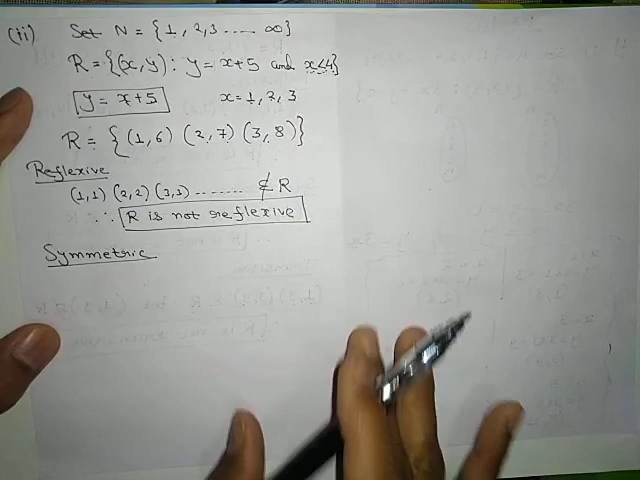 (ii) Set N = {1, 2, 3 ..... ∞}
R = {(x, y) : y = x+5 and x<4}
y = x+5 x = 1, 2, 3
R = {(1, 6) (2, 7) (3, 8)}
Reflexive
(1,1) (2,2) (3,3) ........ ∉ R
∴ R is not reflexive
Symmetric